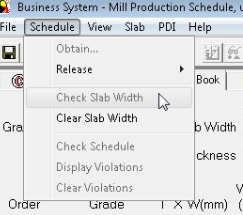 Business System - Mill Production Schedule, u
File Schedule View Slab PDI Help
Obtain...
Release
Check Slab Width
Book
Clear Slab Width
Gra
b Width
Check Schedule
ckness
Display Violations
Clear Violations
Order Grade T X W(mm) (